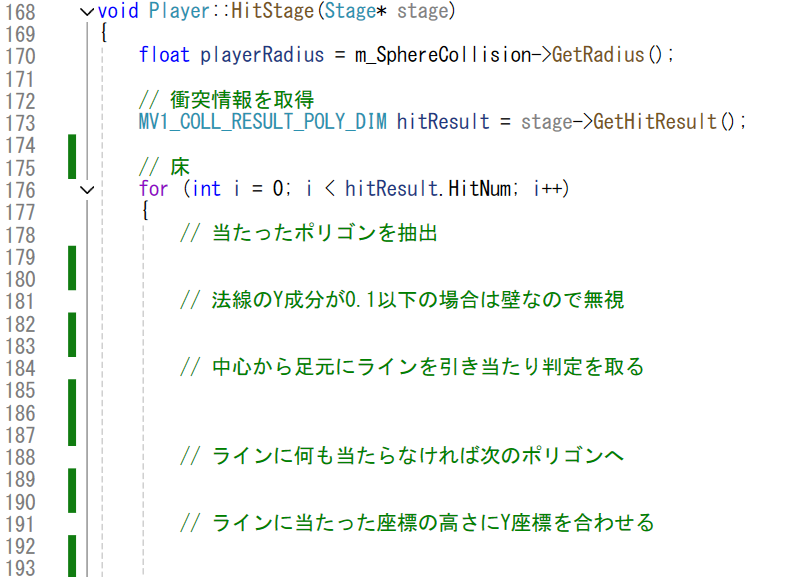 168 void Player::HitStage(Stage* stage)
169 {
170 float playerRadius = m_SphereCollision->GetRadius();
171
172 // 衝突情報を取得
173 MV1_COLL_RESULT_POLY_DIM hitResult = stage->GetHitResult();
174
175 // 床
176 for (int i = 0; i < hitResult.HitNum; i++)
177 {
178 // 当たったポリゴンを抽出
179
180
181 // 法線のY成分が0.1以下の場合は壁なので無視
182
183
184 // 中心から足元にラインを引き当たり判定を取る
185
186
187
188 // ラインに何も当たらなければ次のポリゴンへ
189
190
191 // ラインに当たった座標の高さにY座標を合わせる
192
193